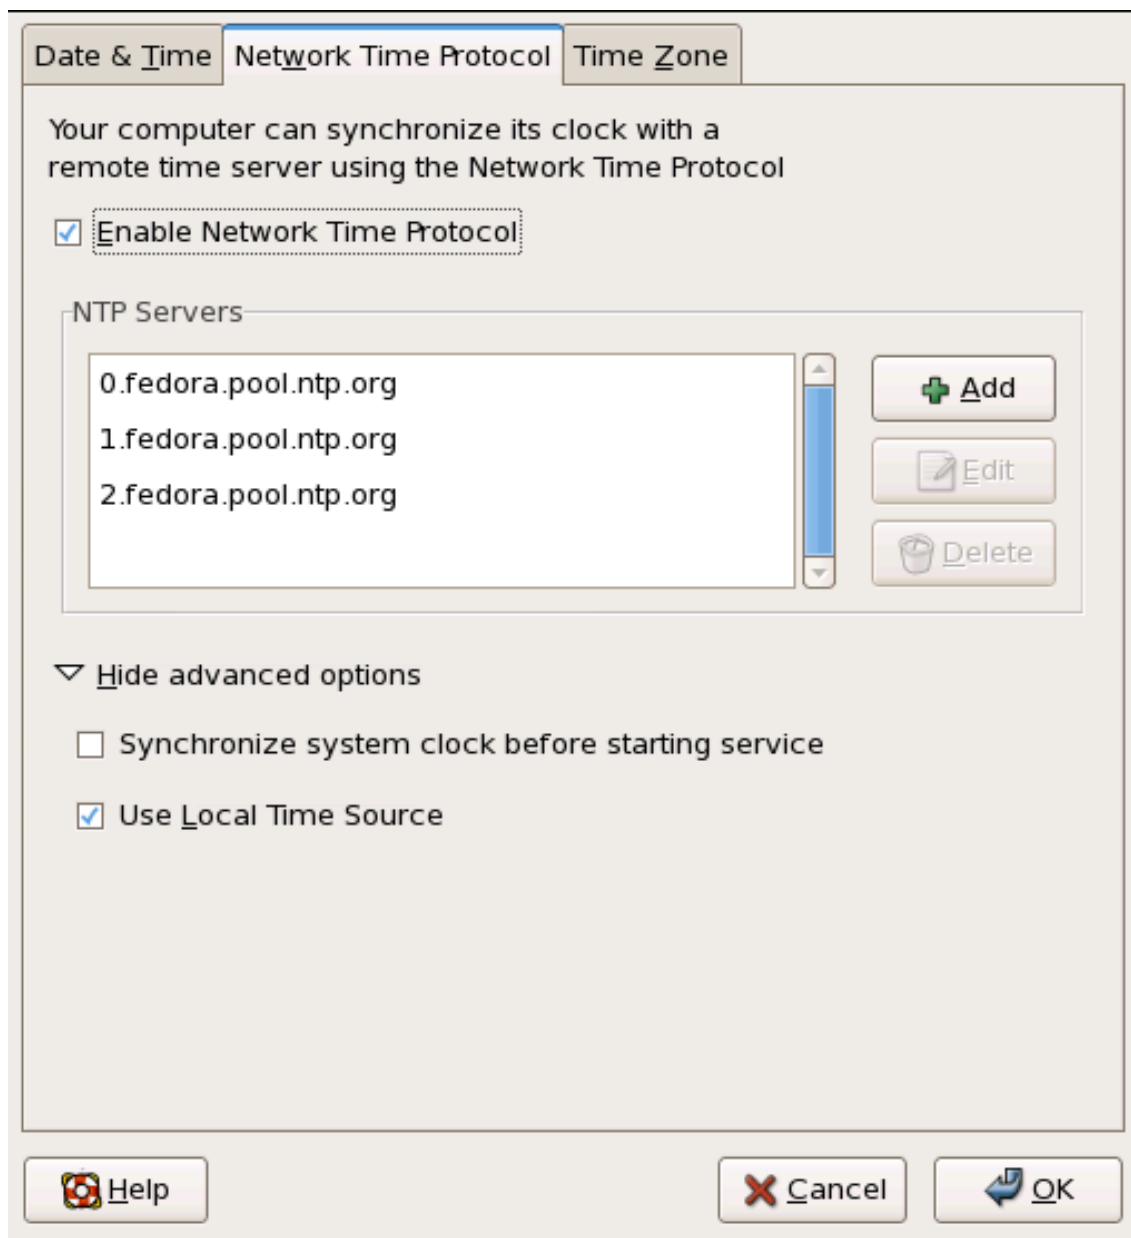 Date & Time
Network Time Protocol
Time Zone
Your computer can synchronize its clock with a
remote time server using the Network Time Protocol
Enable Network Time Protocol
NTP Servers
0.fedora.pool.ntp.org
1.fedora.pool.ntp.org
2.fedora.pool.ntp.org
Add
Edit
Delete
Hide advanced options
Synchronize system clock before starting service
Use Local Time Source
Help
Cancel
OK